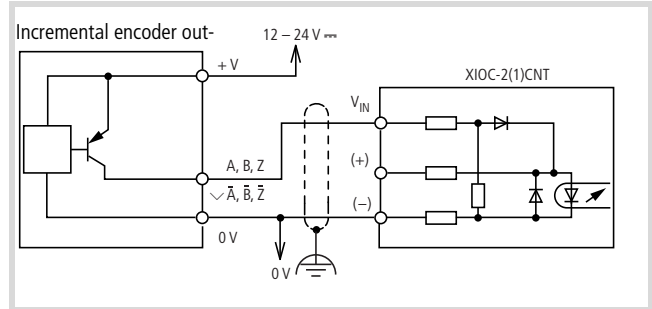 Incremental encoder out-
12 – 24 V ⎓
+ V
XIOC-2(1)CNT
V_IN
(+)
A, B, Z
∨ A̅, B̅, Z̅
(–)
0 V
0 V